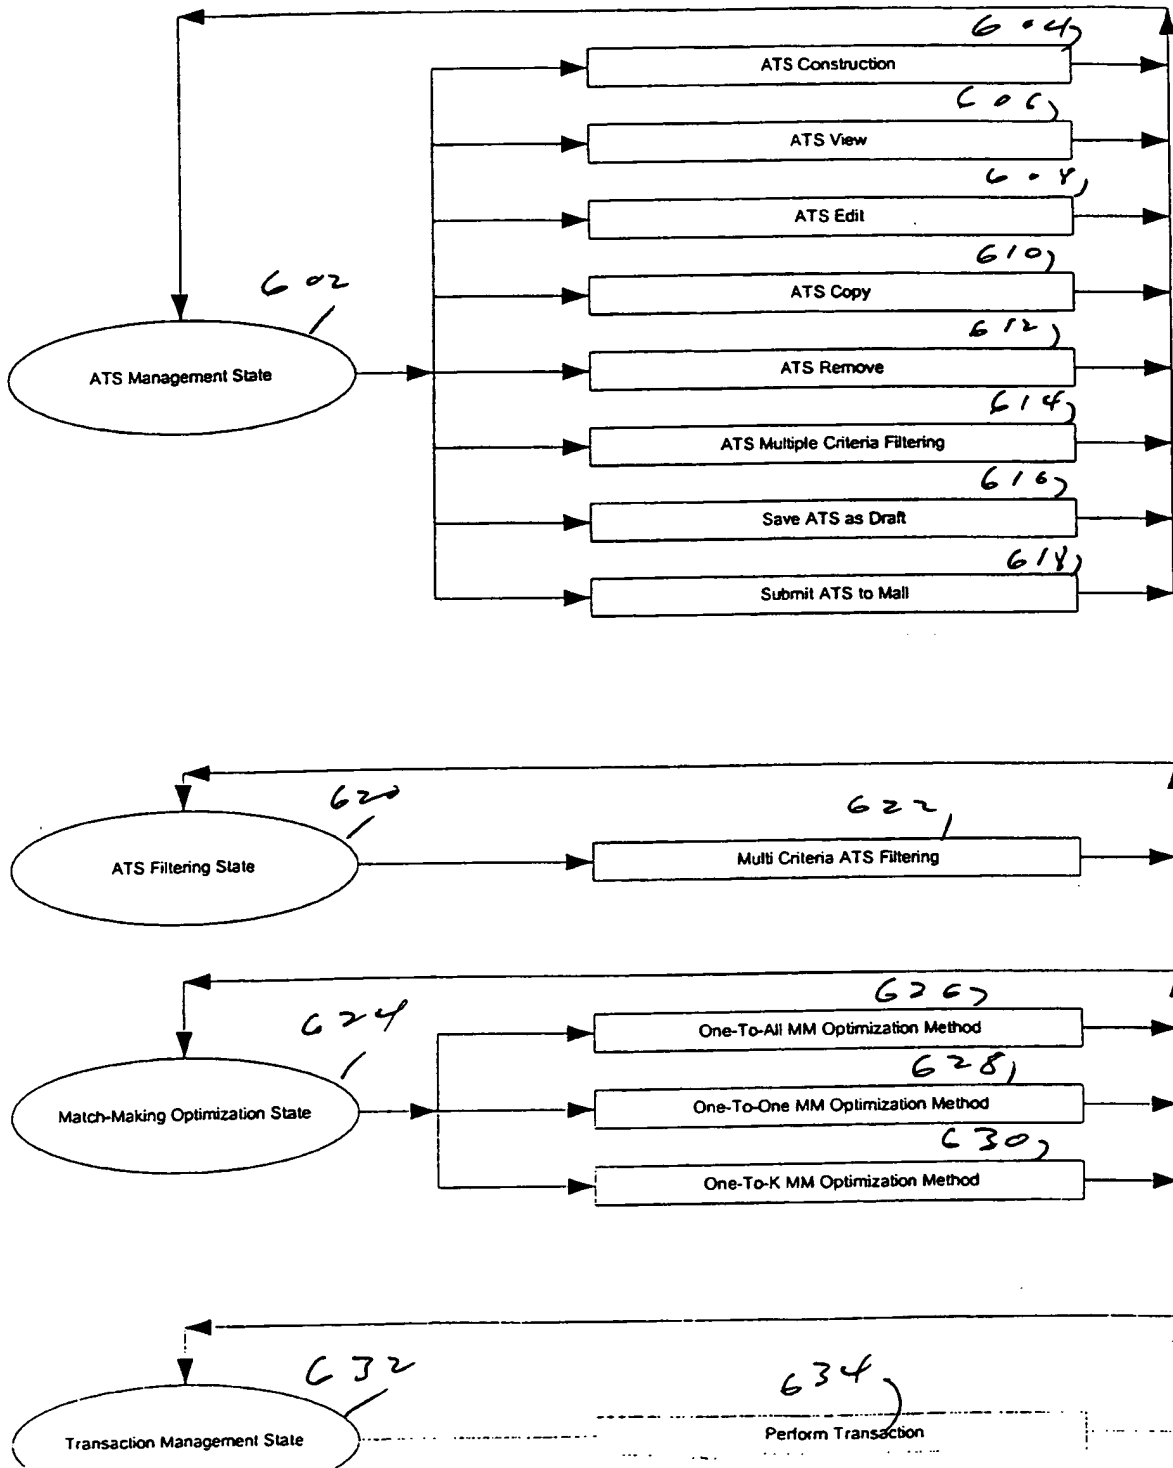 604
ATS Construction
606
ATS View
608
ATS Edit
610
ATS Copy
602
612
ATS Management State
ATS Remove
614
ATS Multiple Criteria Filtering
616
Save ATS as Draft
618
Submit ATS to Mall
620
622
ATS Filtering State
Multi Criteria ATS Filtering
626
624
One-To-All MM Optimization Method
628
Match-Making Optimization State
One-To-One MM Optimization Method
630
One-To-K MM Optimization Method
632
634
Transaction Management State
Perform Transaction